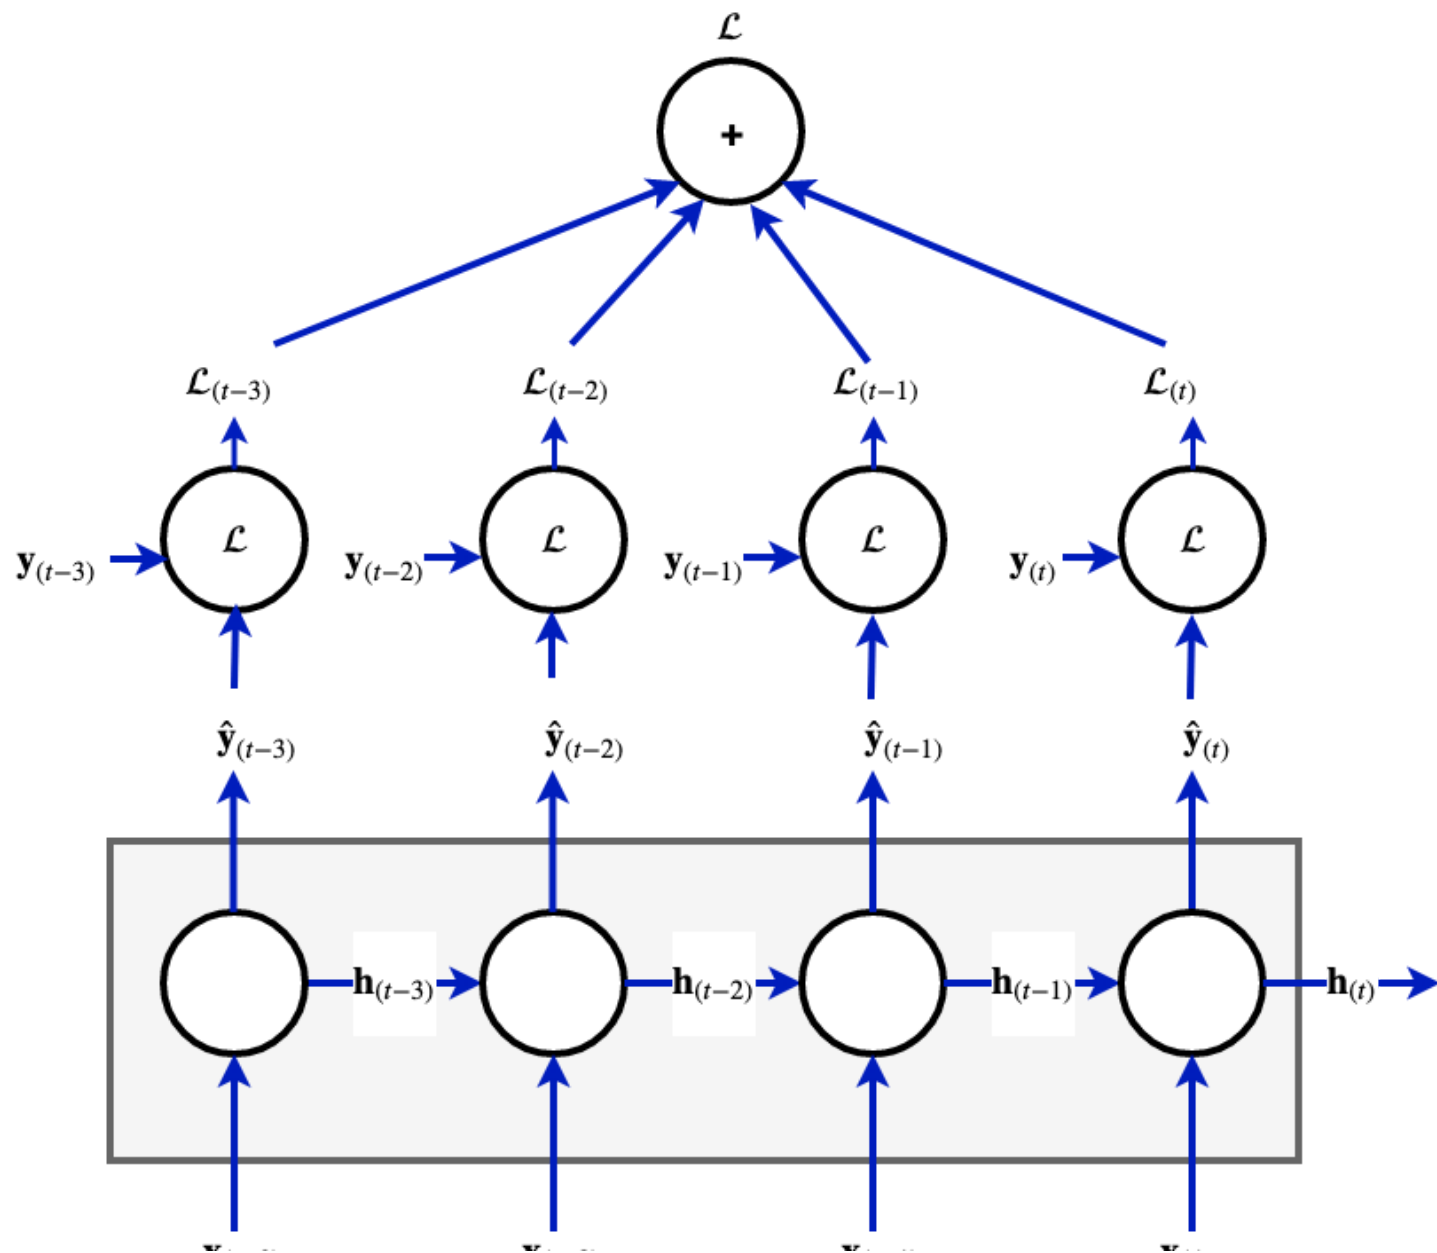 ℒ
+
ℒ(t−3) ℒ(t−2) ℒ(t−1) ℒ(t)
ℒ ℒ ℒ ℒ
y(t−3) y(t−2) y(t−1) y(t)
ŷ(t−3) ŷ(t−2) ŷ(t−1) ŷ(t)
h(t−3) h(t−2) h(t−1) h(t)